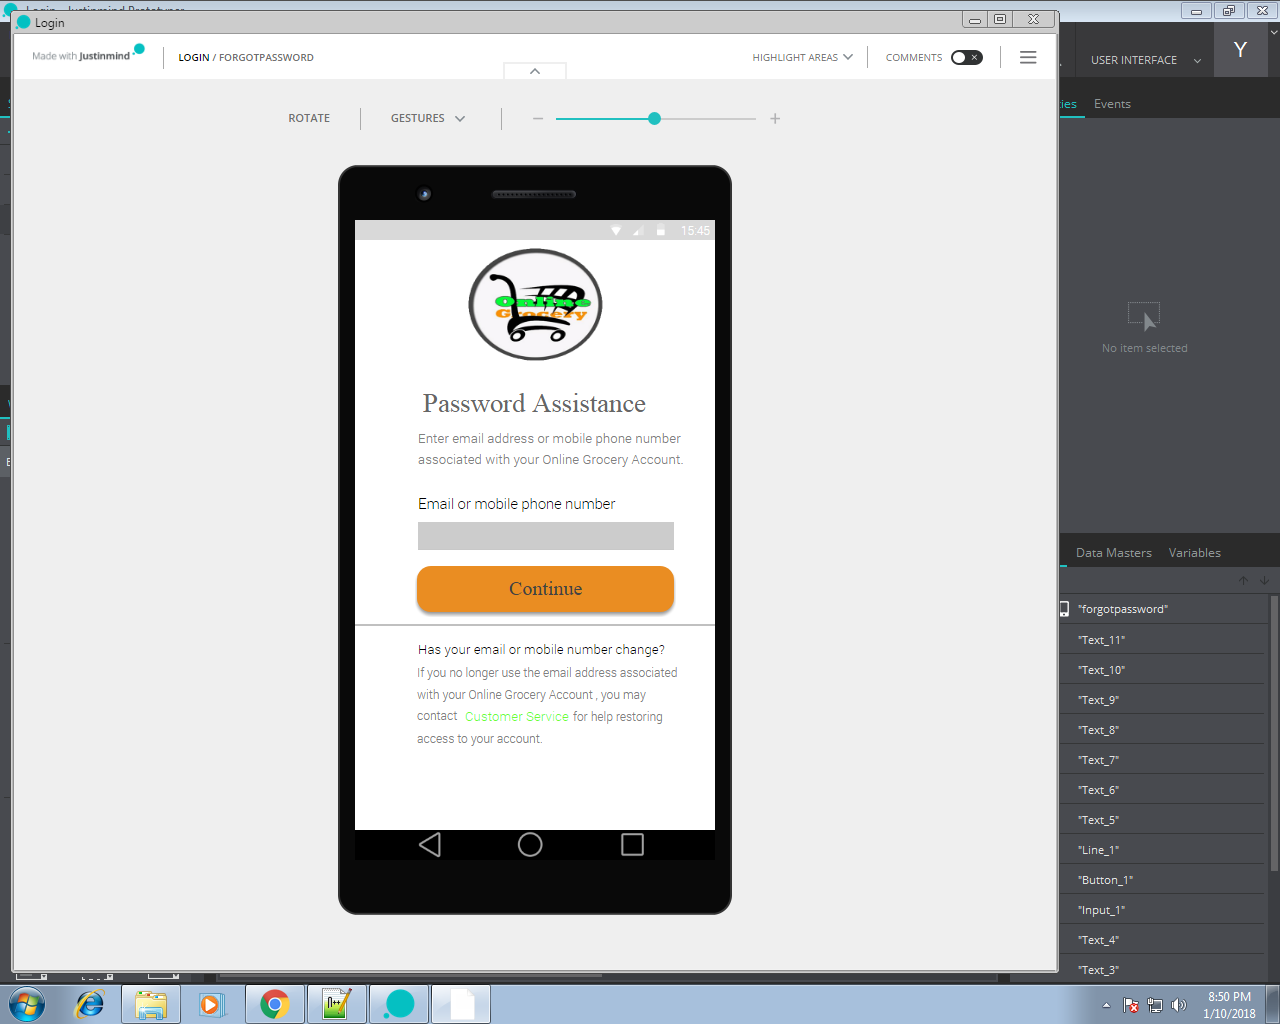 Login
Made with Justinmind
LOGIN / FORGOTPASSWORD
HIGHLIGHT AREAS
COMMENTS
USER INTERFACE
Y
Events
ROTATE
GESTURES
15:45
Online
Grocery
Password Assistance
Enter email address or mobile phone number
associated with your Online Grocery Account.
Email or mobile phone number
Continue
Has your email or mobile number change?
If you no longer use the email address associated
with your Online Grocery Account , you may
contact Customer Service for help restoring
access to your account.
No item selected
Data Masters
Variables
"forgotpassword"
"Text_11"
"Text_10"
"Text_9"
"Text_8"
"Text_7"
"Text_6"
"Text_5"
"Line_1"
"Button_1"
"Input_1"
"Text_4"
"Text_3"
8:50 PM
1/10/2018